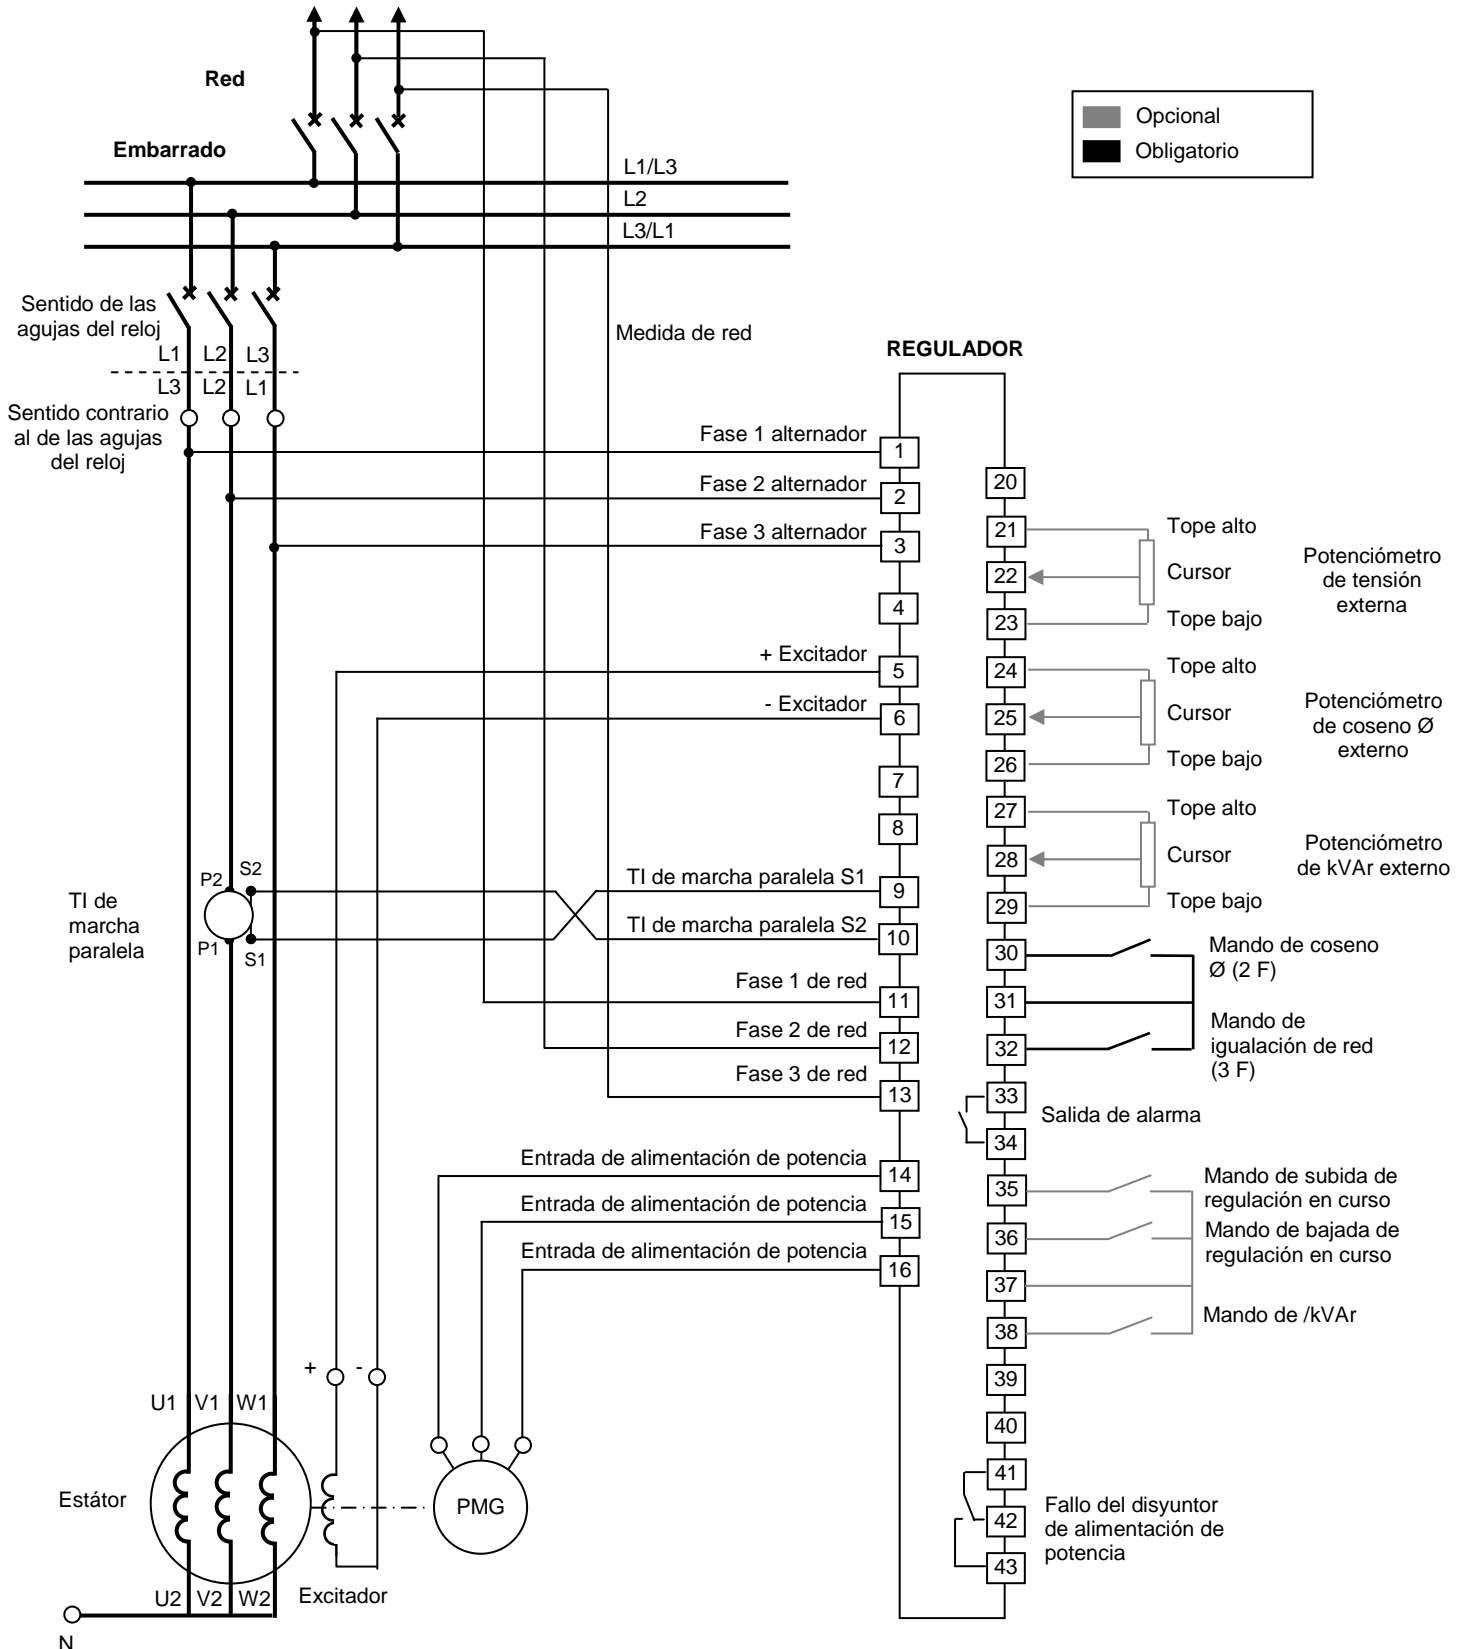 Red
Opcional
Obligatorio
Embarrado
L1/L3
L2
L3/L1
Sentido de las
agujas del reloj
Medida de red
L1 L2 L3
L3 L2 L1
Sentido contrario
al de las agujas
del reloj
REGULADOR
Fase 1 alternador
1
Fase 2 alternador
2
Fase 3 alternador
3
4
+ Excitador
5
- Excitador
6
7
8
TI de marcha paralela S1
9
TI de marcha paralela S2
10
Fase 1 de red
11
Fase 2 de red
12
Fase 3 de red
13
Entrada de alimentación de potencia
14
Entrada de alimentación de potencia
15
Entrada de alimentación de potencia
16
20
21
Tope alto
22
Cursor
23
Tope bajo
Potenciómetro
de tensión
externa
24
Tope alto
25
Cursor
26
Tope bajo
Potenciómetro
de coseno Ø
externo
27
Tope alto
28
Cursor
29
Tope bajo
Potenciómetro
de kVAr externo
30
Mando de coseno
Ø (2 F)
31
32
Mando de
igualación de red
(3 F)
33
Salida de alarma
34
35
Mando de subida de
regulación en curso
36
Mando de bajada de
regulación en curso
37
38
Mando de /kVAr
39
40
41
42
43
Fallo del disyuntor
de alimentación de
potencia
TI de
marcha
paralela
P2 S2
P1 S1
+ -
U1 V1 W1
Estátor
PMG
U2 V2 W2
Excitador
N